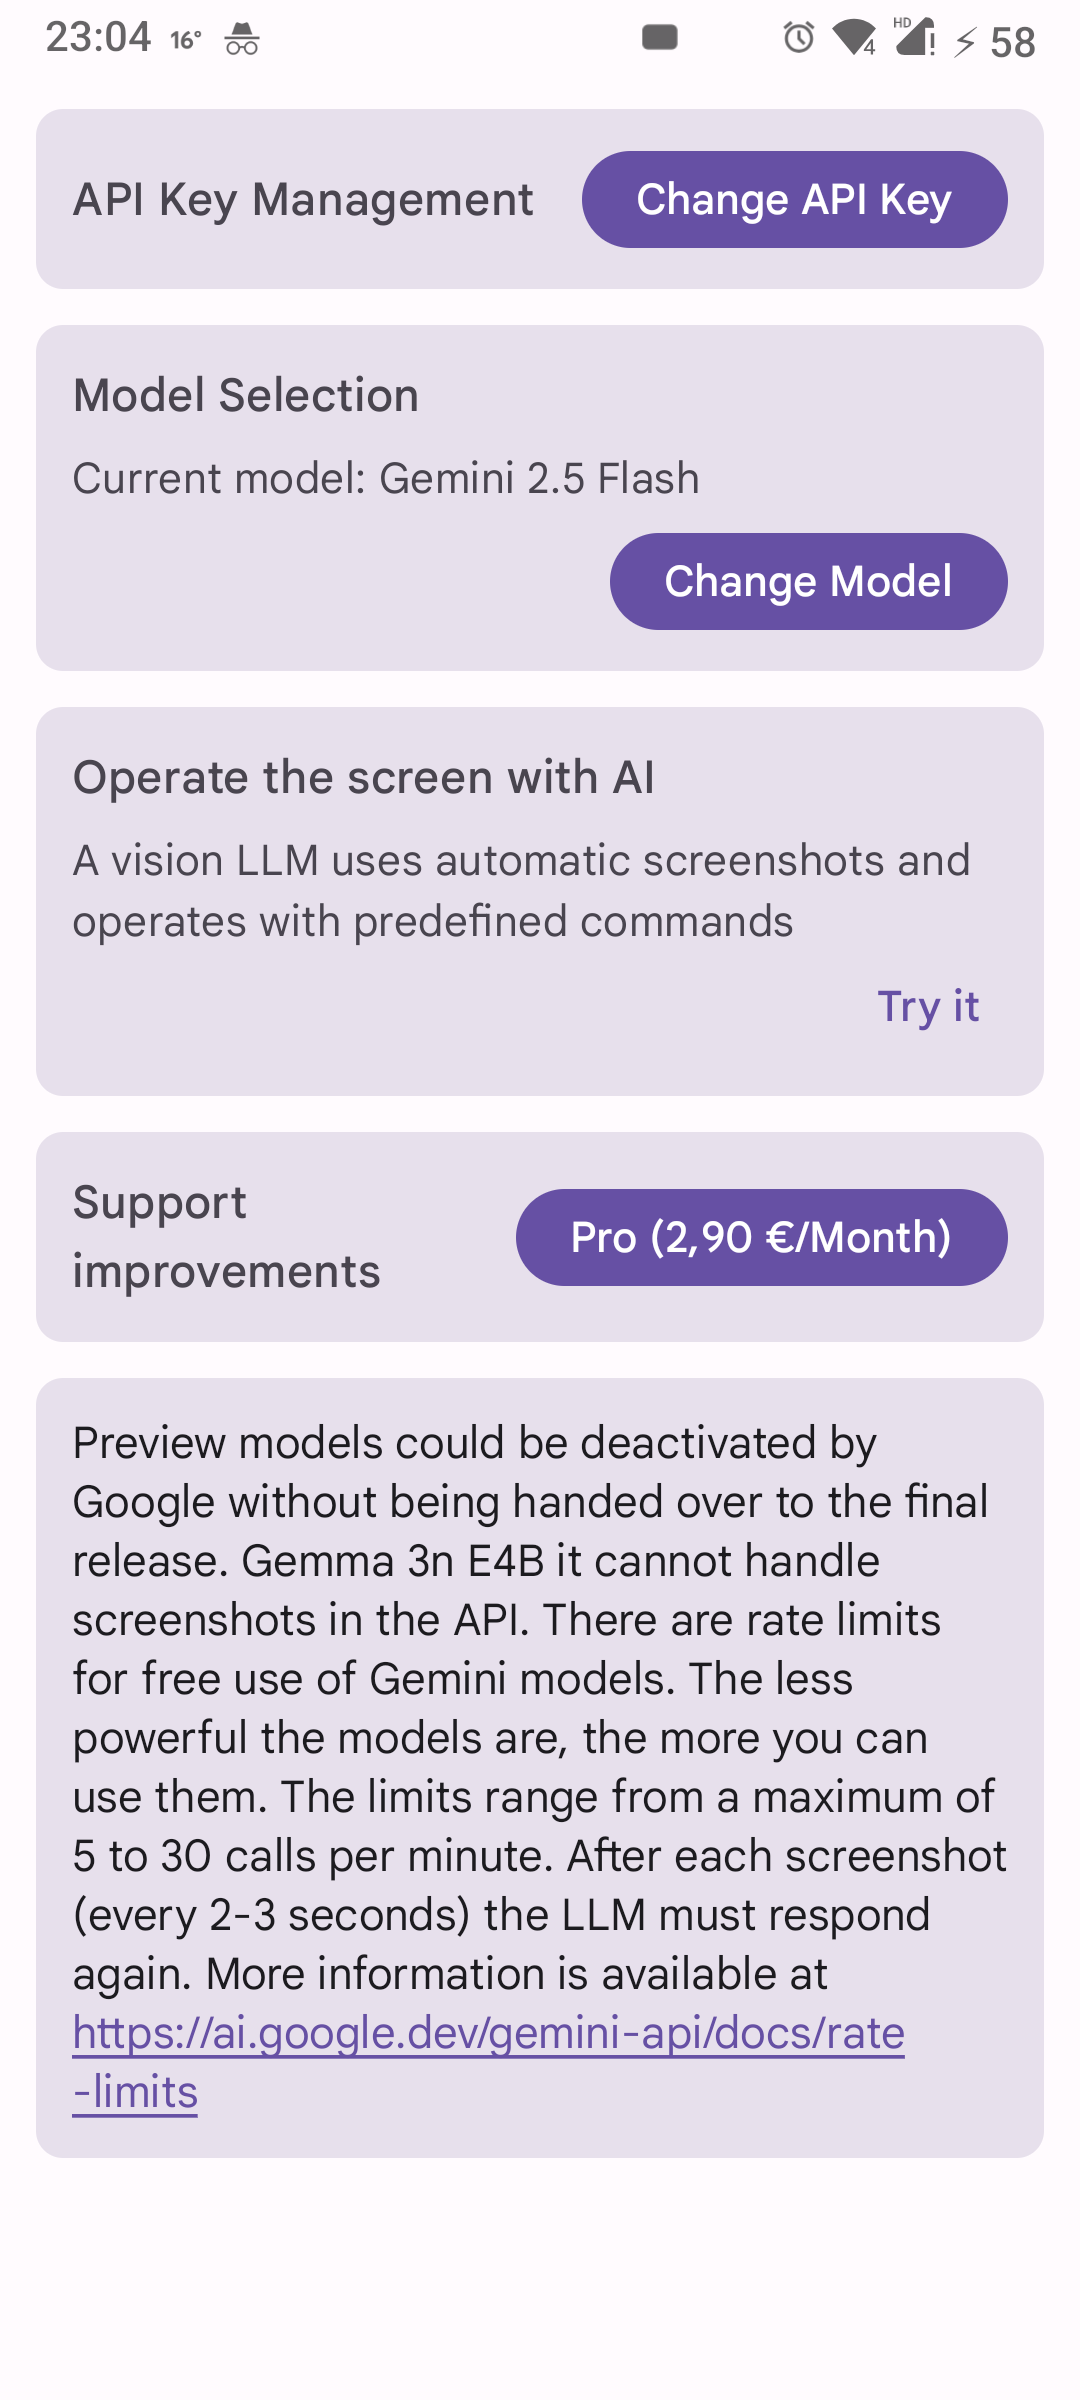 23:04 16° HD 4 58
API Key Management
Change API Key
Model Selection
Current model: Gemini 2.5 Flash
Change Model
Operate the screen with AI
A vision LLM uses automatic screenshots and
operates with predefined commands
Try it
Support
improvements
Pro (2,90 €/Month)
Preview models could be deactivated by
Google without being handed over to the final
release. Gemma 3n E4B it cannot handle
screenshots in the API. There are rate limits
for free use of Gemini models. The less
powerful the models are, the more you can
use them. The limits range from a maximum of
5 to 30 calls per minute. After each screenshot
(every 2-3 seconds) the LLM must respond
again. More information is available at
https://ai.google.dev/gemini-api/docs/rate
-limits